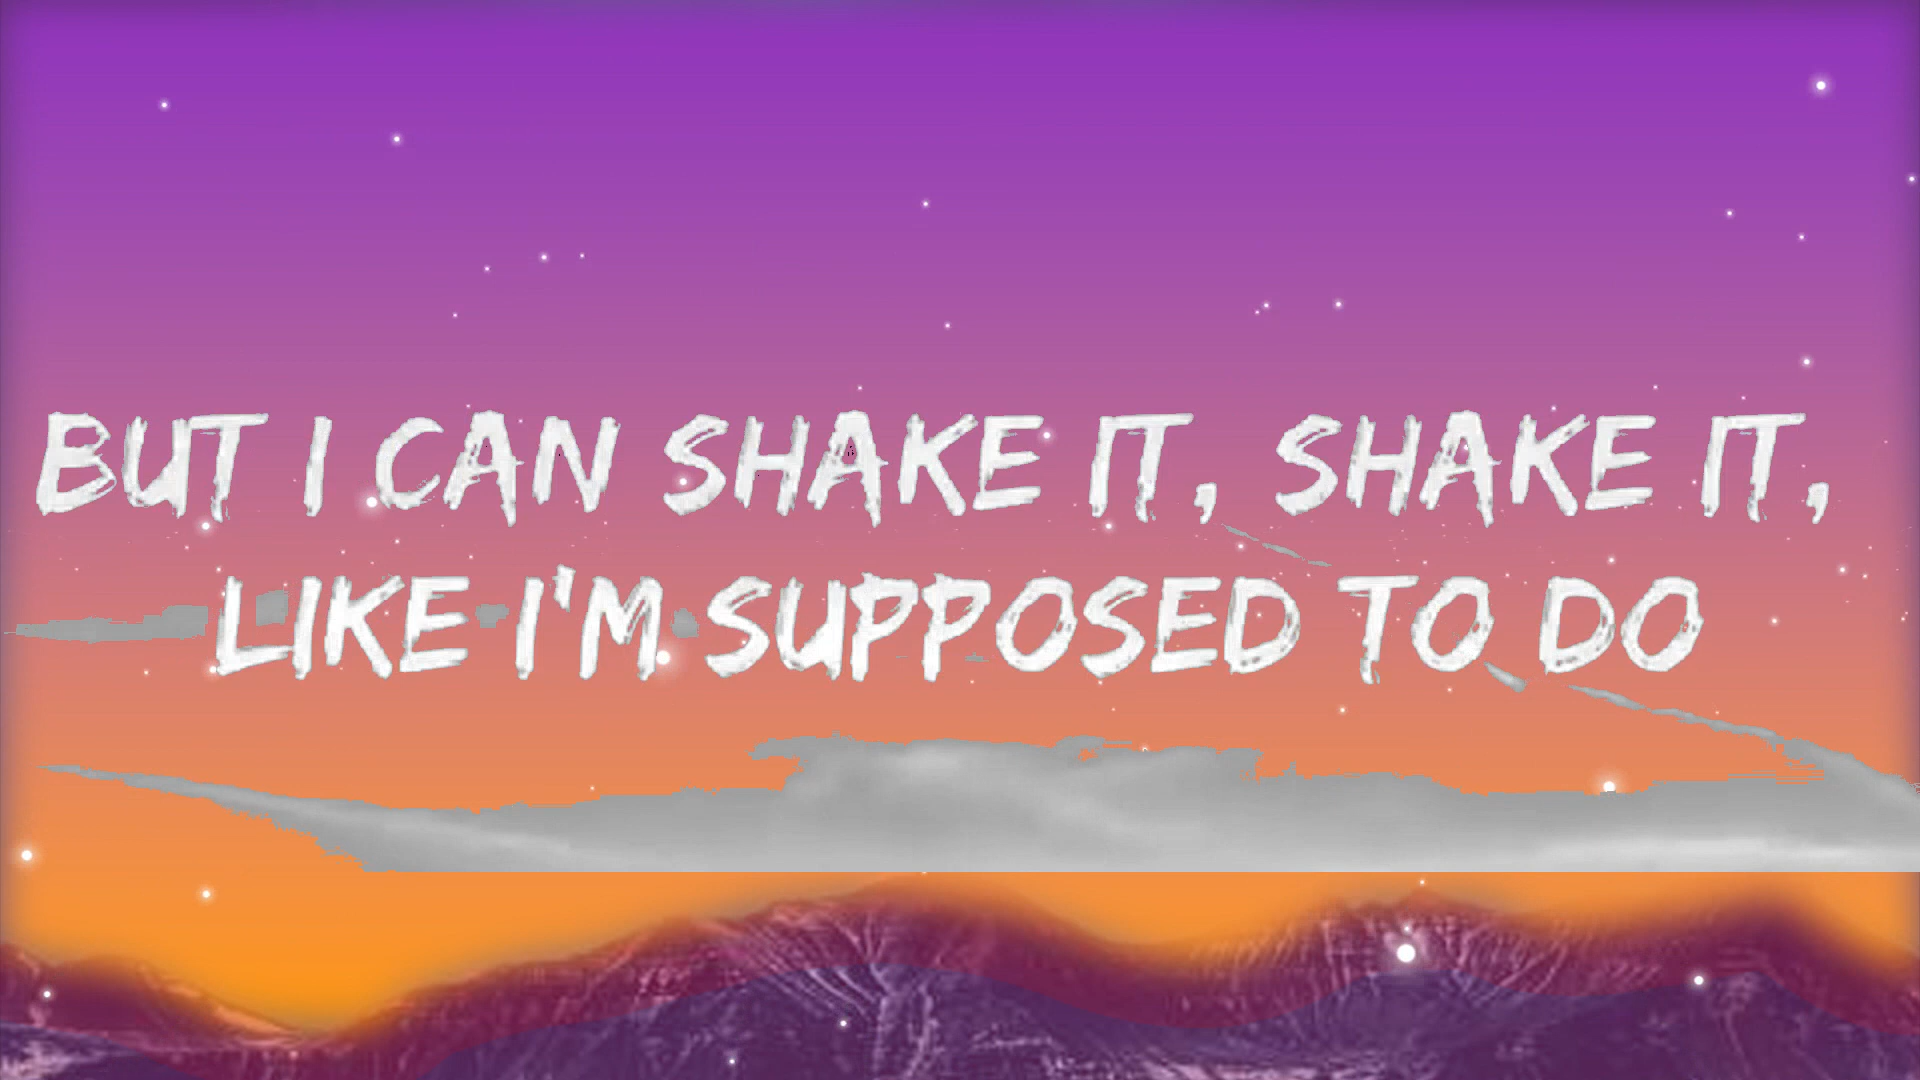 BUT I CAN SHAKE IT, SHAKE IT,
LIKE I'M SUPPOSED TO DO